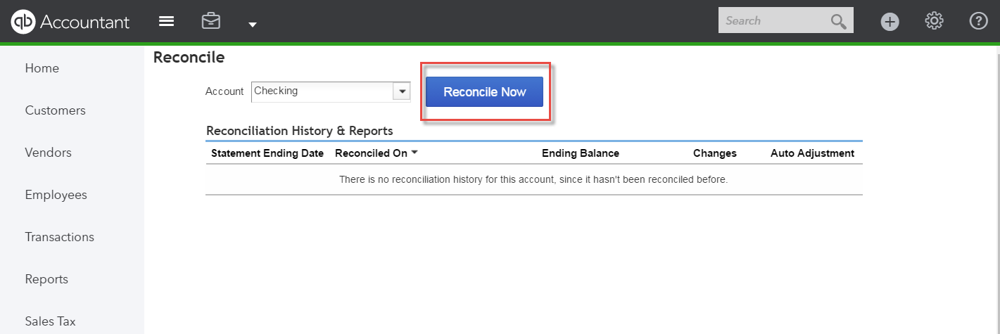 qb Accountant
Search
Home
Customers
Vendors
Employees
Transactions
Reports
Sales Tax
Reconcile
Account Checking Reconcile Now
Reconciliation History & Reports
Statement Ending Date Reconciled On Ending Balance Changes Auto Adjustment
There is no reconciliation history for this account, since it hasn't been reconciled before.